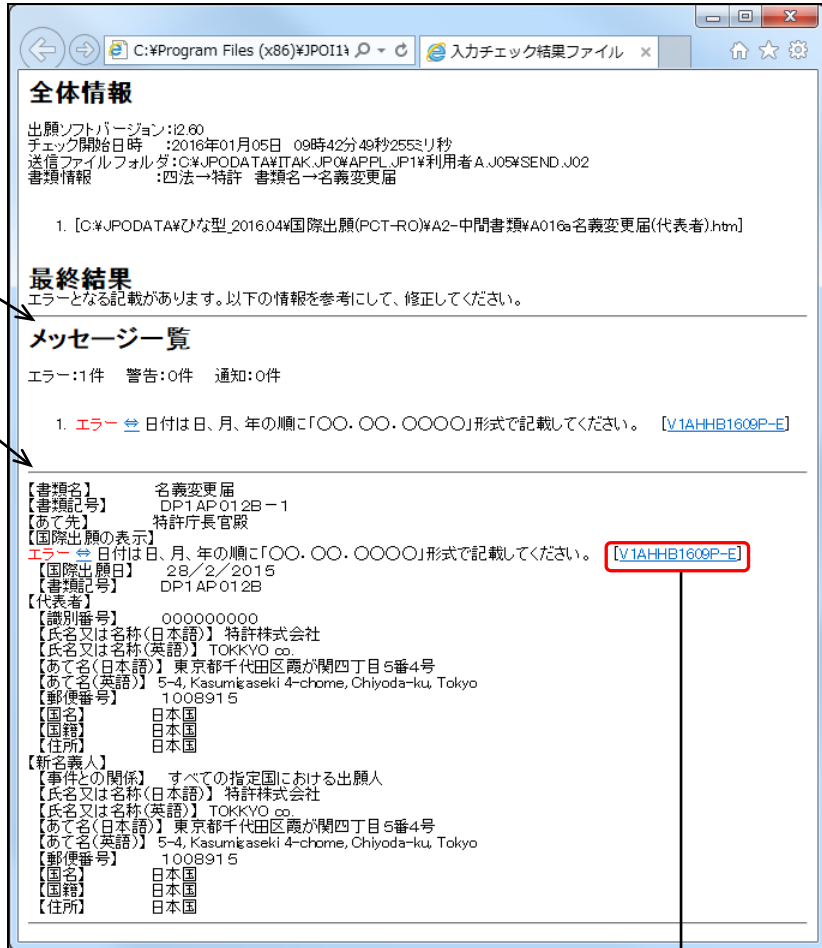 C:¥Program Files (x86)¥JPOI1¥
入力チェック結果ファイル
全体情報
出願ソフトバージョン:i2.60
チェック開始日時 :2016年01月05日 09時42分49秒255ミリ秒
送信ファイルフォルダ:C:¥JPODATA¥ITAK.JP0¥APPL.JP1¥利用者A.J05¥SEND.J02
書類情報 :四法→特許 書類名→名義変更届
1. [C:¥JPODATA¥ひな型_201604¥国際出願(PCT-RO)¥A2-中間書類¥A016a名義変更届(代表者).htm]
最終結果
エラーとなる記載があります。以下の情報を参考にして、修正してください。
メッセージ一覧
エラー:1件 警告:0件 通知:0件
1. エラー ⇔ 日付は日、月、年の順に「〇〇.〇〇.〇〇〇〇」形式で記載してください。 [V1AHHB1609P-E]
【書類名】 名義変更届
【書類記号】 DP1AP012B-1
【あて先】 特許庁長官殿
【国際出願の表示】
エラー ⇔ 日付は日、月、年の順に「〇〇.〇〇.〇〇〇〇」形式で記載してください。 [V1AHHB1609P-E]
【国際出願日】 28/2/2015
【書類記号】 DP1AP012B
【代表者】
【識別番号】 000000000
【氏名又は名称(日本語)】 特許株式会社
【氏名又は名称(英語)】 TOKKYO co.
【あて名(日本語)】 東京都千代田区霞が関四丁目5番4号
【あて名(英語)】 5-4, Kasumigaseki 4-chome, Chiyoda-ku, Tokyo
【郵便番号】 1008915
【国名】 日本国
【国籍】 日本国
【住所】 日本国
【新名義人】
【事件との関係】 すべての指定国における出願人
【氏名又は名称(日本語)】 特許株式会社
【氏名又は名称(英語)】 TOKKYO co.
【あて名(日本語)】 東京都千代田区霞が関四丁目5番4号
【あて名(英語)】 5-4, Kasumigaseki 4-chome, Chiyoda-ku, Tokyo
【郵便番号】 1008915
【国名】 日本国
【国籍】 日本国
【住所】 日本国